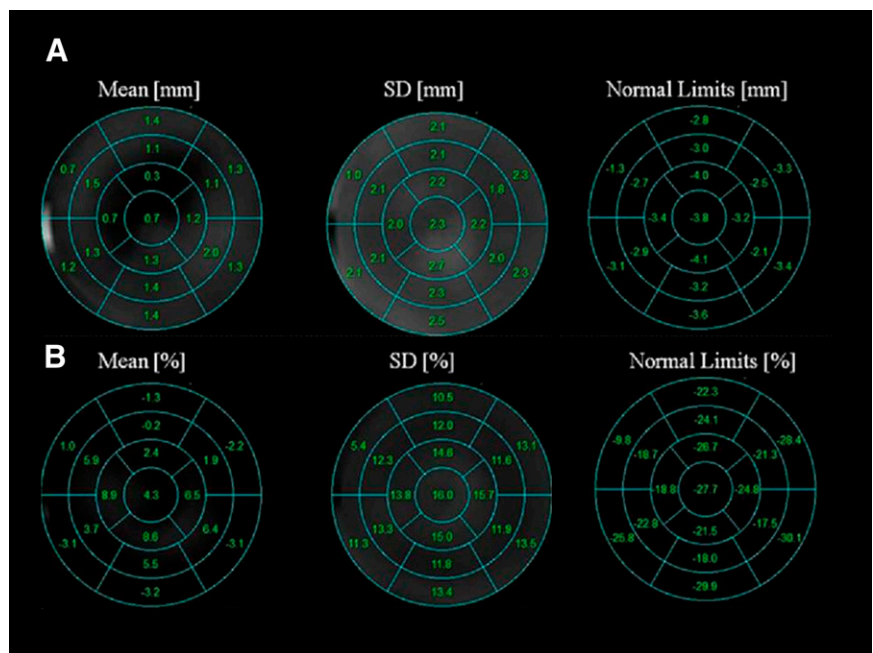 A
Mean [mm] SD [mm] Normal Limits [mm]
1.4 2.1 -2.8
1.1 2.1 -3.0
0.7 1.3 1.0 2.3 -1.3 -3.3
0.3 2.2 -4.0
1.5 1.1 2.1 1.8 -2.7 -2.5
0.7 0.7 1.2 2.0 2.3 2.2 -3.4 -3.8 -3.2
1.3 2.0 2.1 2.0 -2.9 -2.1
1.2 1.3 1.3 2.1 2.7 2.3 -3.1 -4.1 -3.4
1.4 2.3 -3.2
1.4 2.5 -3.6
B
Mean [%] SD [%] Normal Limits [%]
-1.3 10.5 -22.3
-0.2 12.0 -24.1
1.0 -2.2 5.4 13.1 -9.8 -28.4
2.4 14.6 -26.7
5.9 1.9 12.3 11.6 -18.7 -21.3
8.9 4.3 6.5 13.8 16.0 15.7 -18.8 -27.7 -24.8
3.7 6.4 13.3 11.9 -22.8 -17.5
-3.1 8.6 -3.1 11.3 15.0 13.5 -25.8 -21.5 -30.1
5.5 11.8 -18.0
-3.2 13.4 -29.9